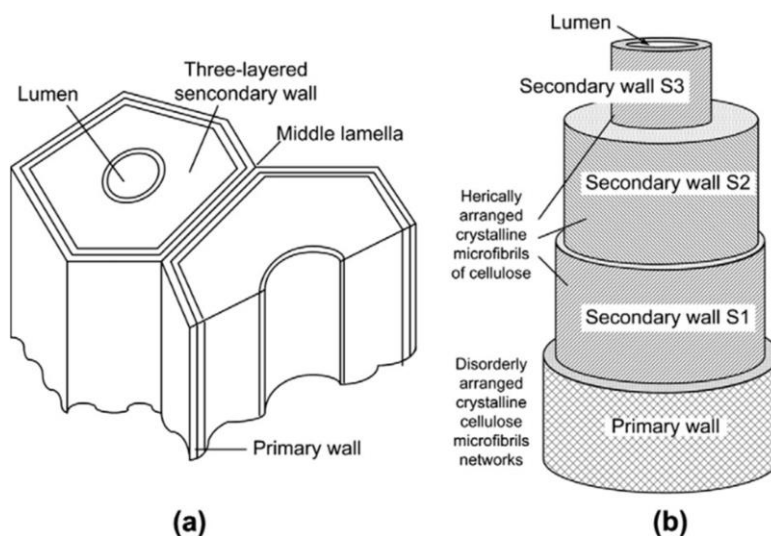 Lumen
Three-layered
sencondary wall
Middle lamella
Primary wall
(a)
Lumen
Secondary wall S3
Secondary wall S2
Herically
arranged
crystalline
microfibrils
of cellulose
Secondary wall S1
Disorderly
arranged
crystalline
cellulose
microfibrils
networks
Primary wall
(b)